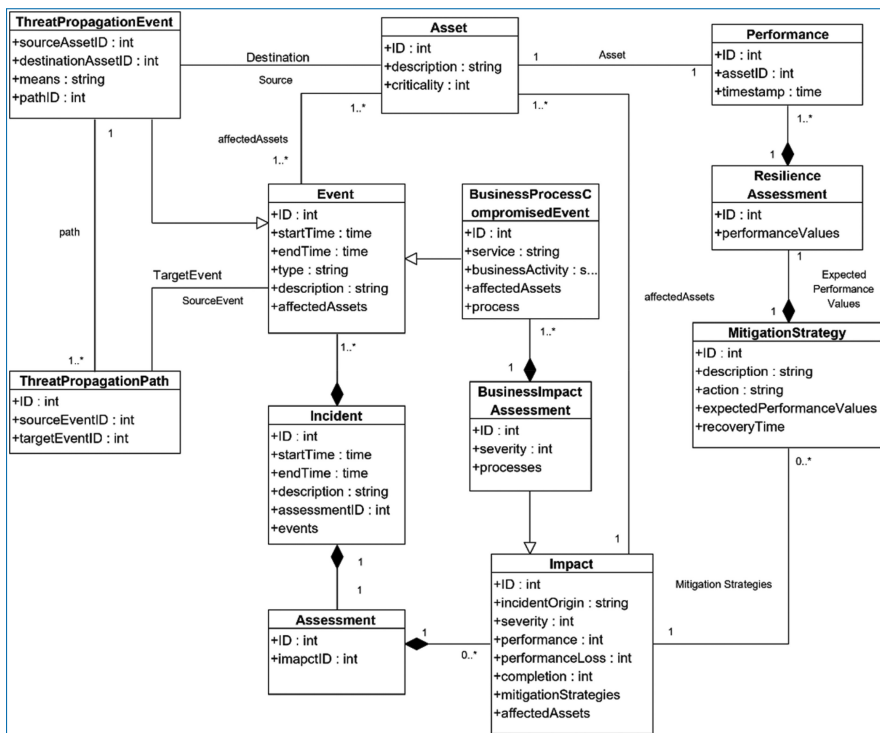 ThreatPropagationEvent
+sourceAssetID : int
+destinationAssetID : int
+means : string
+pathID : int
Destination
Source
Asset
+ID : int
+description : string
+criticality : int
1
Asset
1
Performance
+ID : int
+assetID : int
+timestamp : time
1..*
1..*
1..*
1
affectedAssets
1..*
1
Resilience
Assessment
+ID : int
+performanceValues
Event
+ID : int
+startTime : time
+endTime : time
+type : string
+description : string
+affectedAssets
BusinessProcessC
ompromisedEvent
+ID : int
+service : string
+businessActivity : s...
+affectedAssets
+process
path
TargetEvent
SourceEvent
1
Expected
Performance
Values
affectedAssets
1
MitigationStrategy
+ID : int
+description : string
+action : string
+expectedPerformanceValues
+recoveryTime
1..*
1..*
1..*
1
ThreatPropagationPath
+ID : int
+sourceEventID : int
+targetEventID : int
BusinessImpact
Assessment
+ID : int
+severity : int
+processes
Incident
+ID : int
+startTime : time
+endTime : time
+description : string
+assessmentID : int
+events
0..*
1
1
1
Impact
+ID : int
+incidentOrigin : string
+severity : int
+performance : int
+performanceLoss : int
+completion : int
+mitigationStrategies
+affectedAssets
Mitigation Strategies
1
Assessment
+ID : int
+imapctID : int
1
0..*